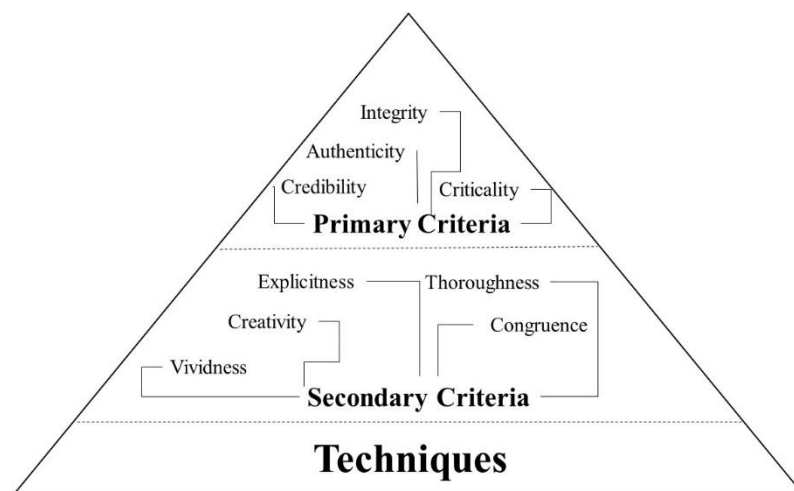 Integrity
Authenticity
Credibility
Criticality
Primary Criteria
Explicitness
Thoroughness
Creativity
Congruence
Vividness
Secondary Criteria
Techniques